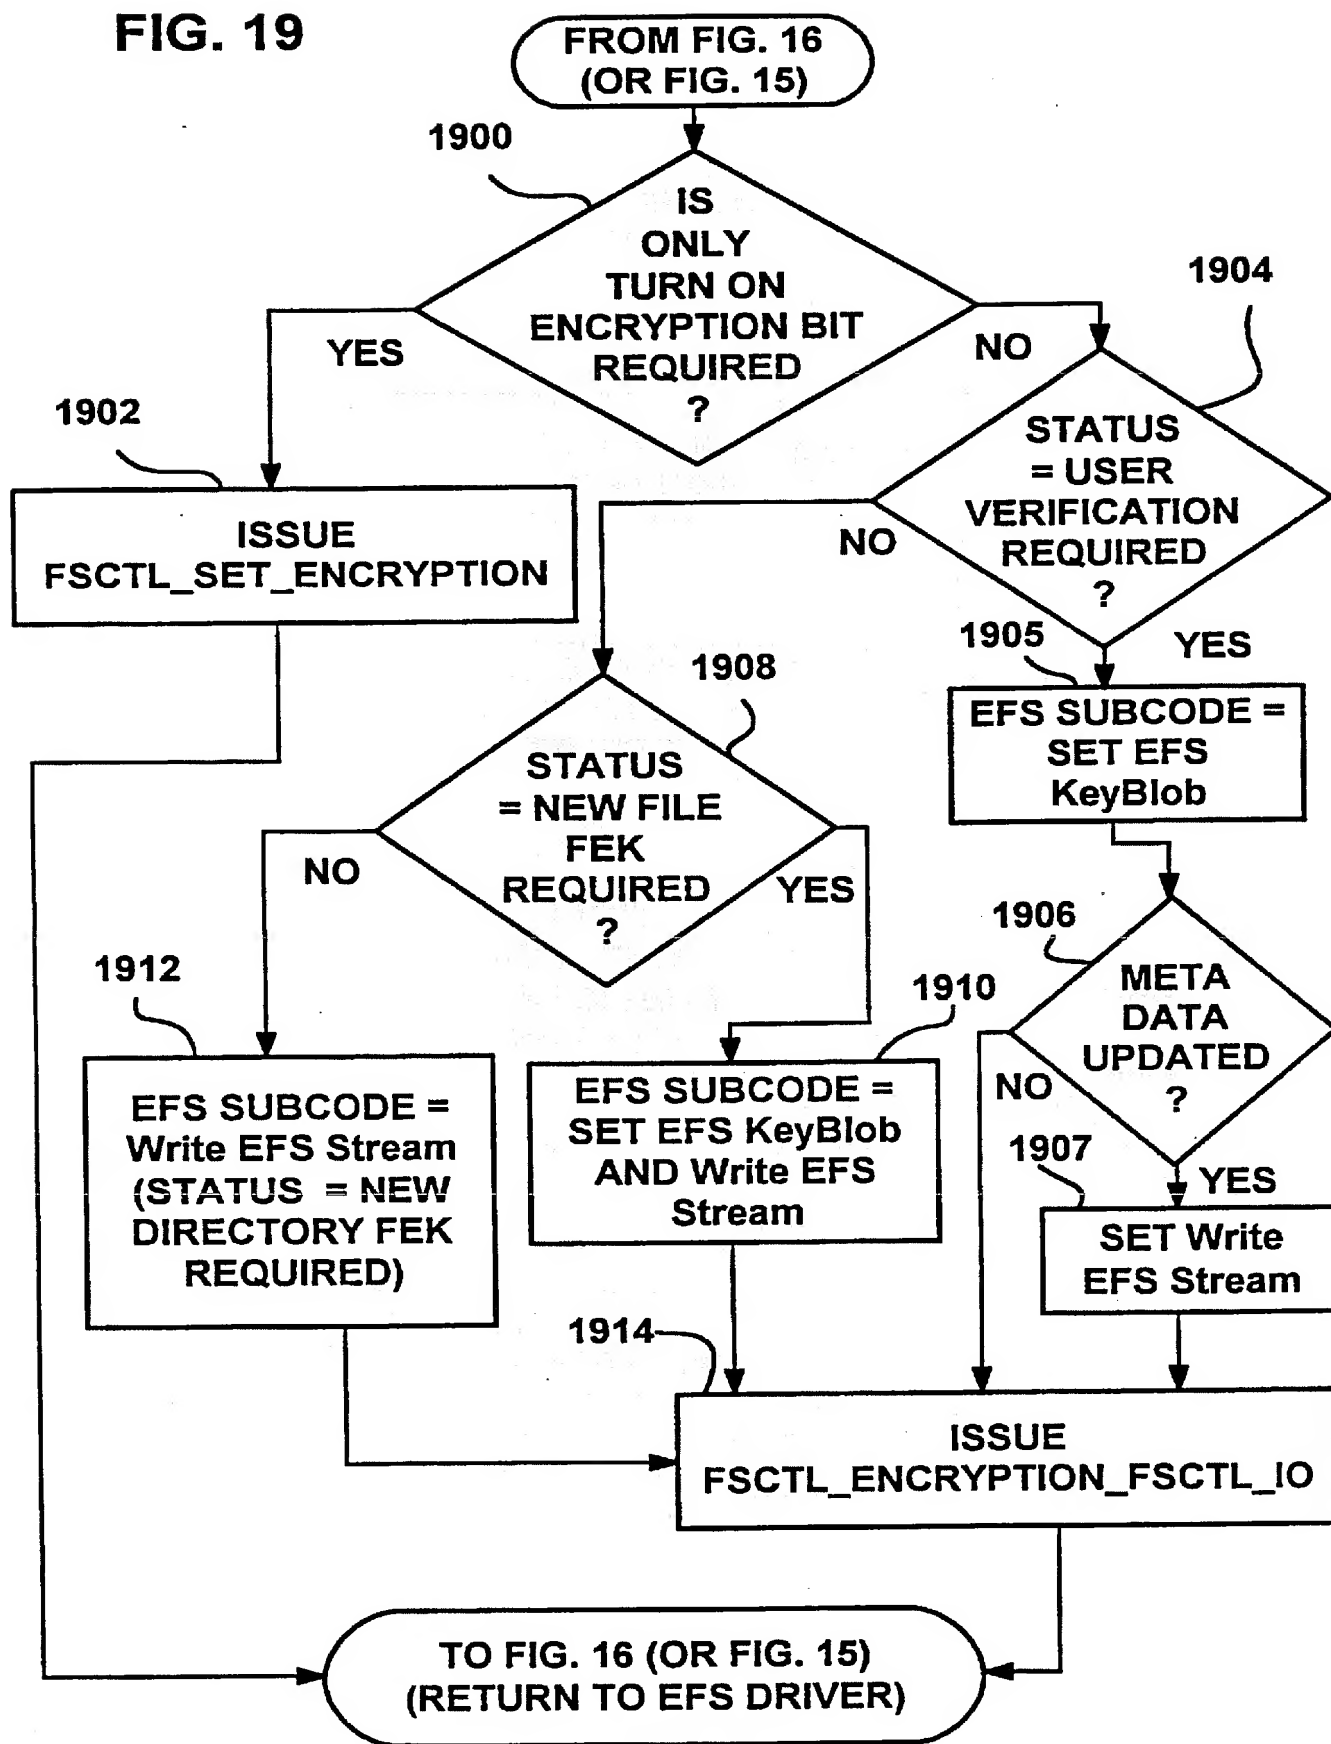 FIG. 19
FROM FIG. 16
(OR FIG. 15)
1900
IS
ONLY
TURN ON
ENCRYPTION BIT
REQUIRED
?
YES
NO
1902
ISSUE
FSCTL_SET_ENCRYPTION
1904
STATUS
= USER
VERIFICATION
REQUIRED
?
NO
YES
1905
EFS SUBCODE =
SET EFS
KeyBlob
1908
STATUS
= NEW FILE
FEK
REQUIRED
?
NO
YES
1906
META
DATA
UPDATED
?
NO
YES
1912
EFS SUBCODE =
Write EFS Stream
(STATUS = NEW
DIRECTORY FEK
REQUIRED)
1910
EFS SUBCODE =
SET EFS KeyBlob
AND Write EFS
Stream
1907
SET Write
EFS Stream
1914
ISSUE
FSCTL_ENCRYPTION_FSCTL_IO
TO FIG. 16 (OR FIG. 15)
(RETURN TO EFS DRIVER)